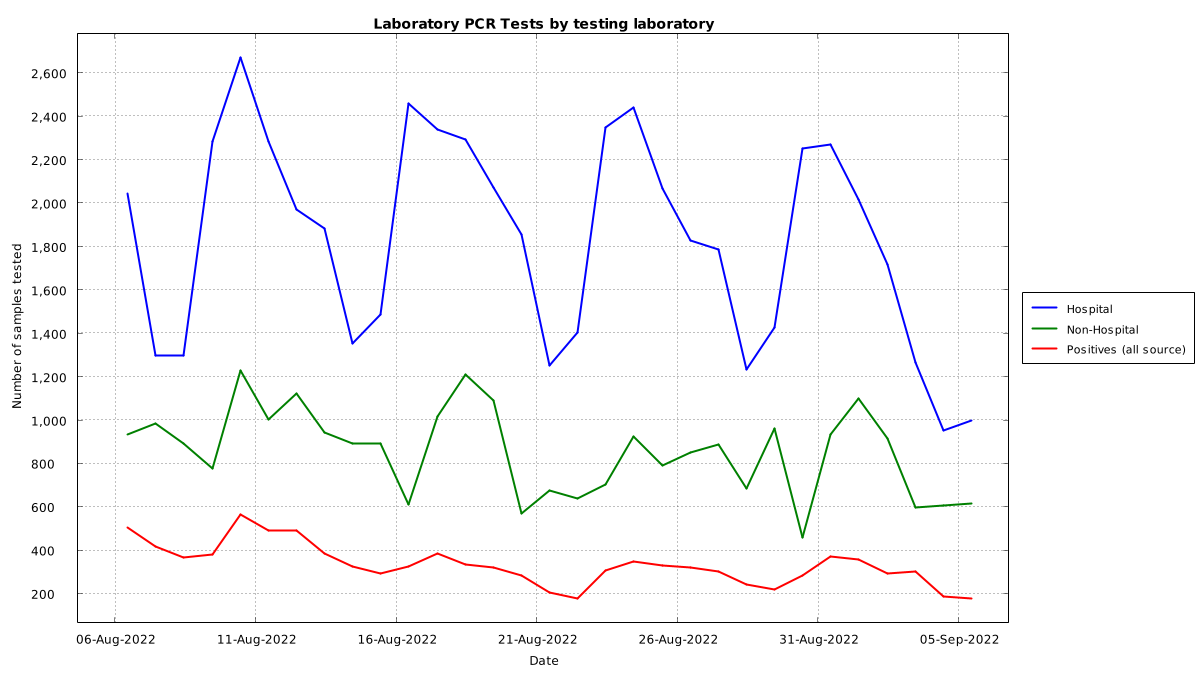 Laboratory PCR Tests by testing laboratory
2,600
2,400
2,200
2,000
1,800
1,600
1,400
1,200
1,000
800
600
400
200
Number of samples tested
06-Aug-2022 11-Aug-2022 16-Aug-2022 21-Aug-2022 26-Aug-2022 31-Aug-2022 05-Sep-2022
Date
Hospital
Non-Hospital
Positives (all source)